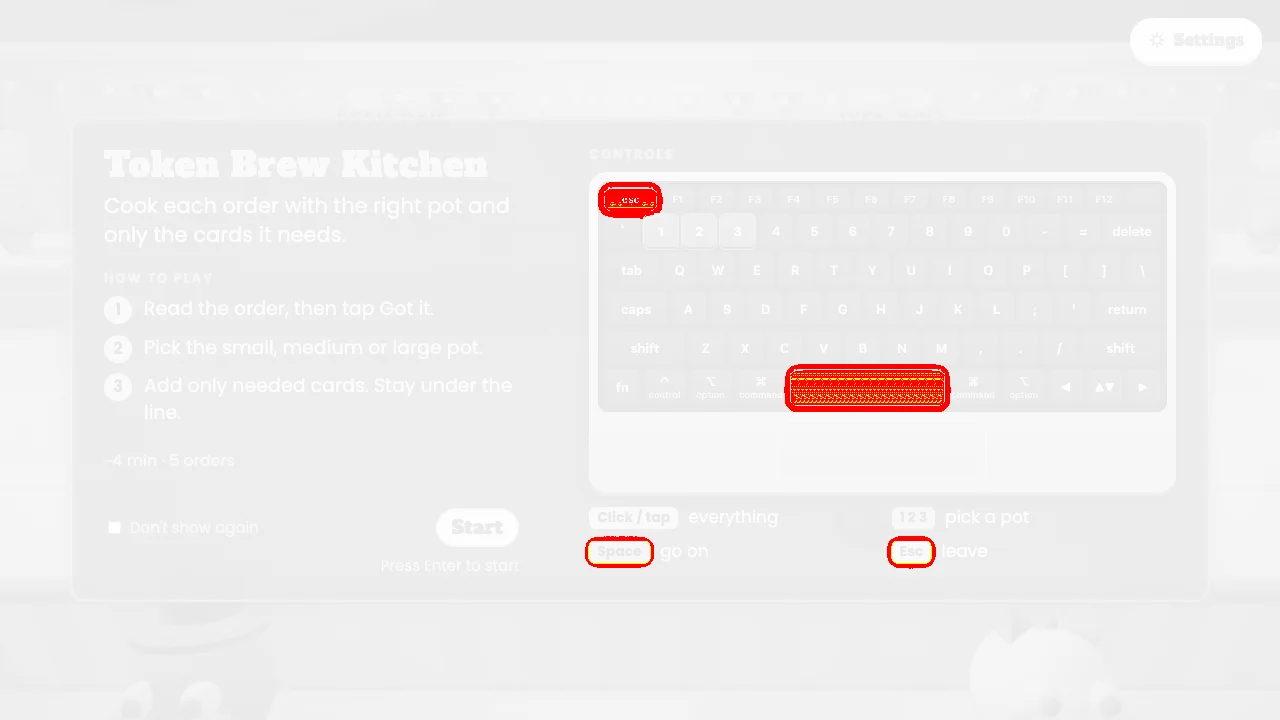 Settings
Token Brew Kitchen
Cook each order with the right pot and
only the cards it needs.
HOW TO PLAY
1 Read the order, then tap Got it.
2 Pick the small, medium or large pot.
3 Add only needed cards. Stay under the
line.
~4 min · 5 orders
Don't show again
Start
Press Enter to start
CONTROLS
esc F1 F2 F3 F4 F5 F6 F7 F8 F9 F10 F11 F12
` 1 2 3 4 5 6 7 8 9 0 - = delete
tab Q W E R T Y U I O P [ ] \
caps A S D F G H J K L ; ' return
shift Z X C V B N M , . / shift
fn ^ ⌥ ⌘ ⌘ ⌥ ◀ ▲▼ ▶
control option command command option
Click / tap everything 1 2 3 pick a pot
Space go on Esc leave